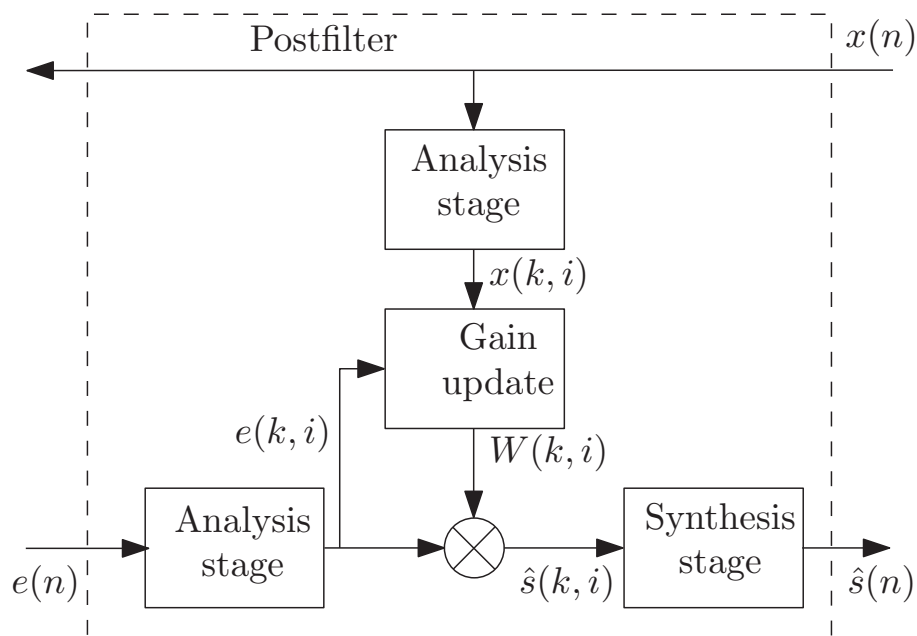 Postfilter
x(n)
Analysis
stage
x(k, i)
Gain
update
e(k, i)
W(k, i)
Analysis
stage
Synthesis
stage
e(n)
ŝ(k, i)
ŝ(n)